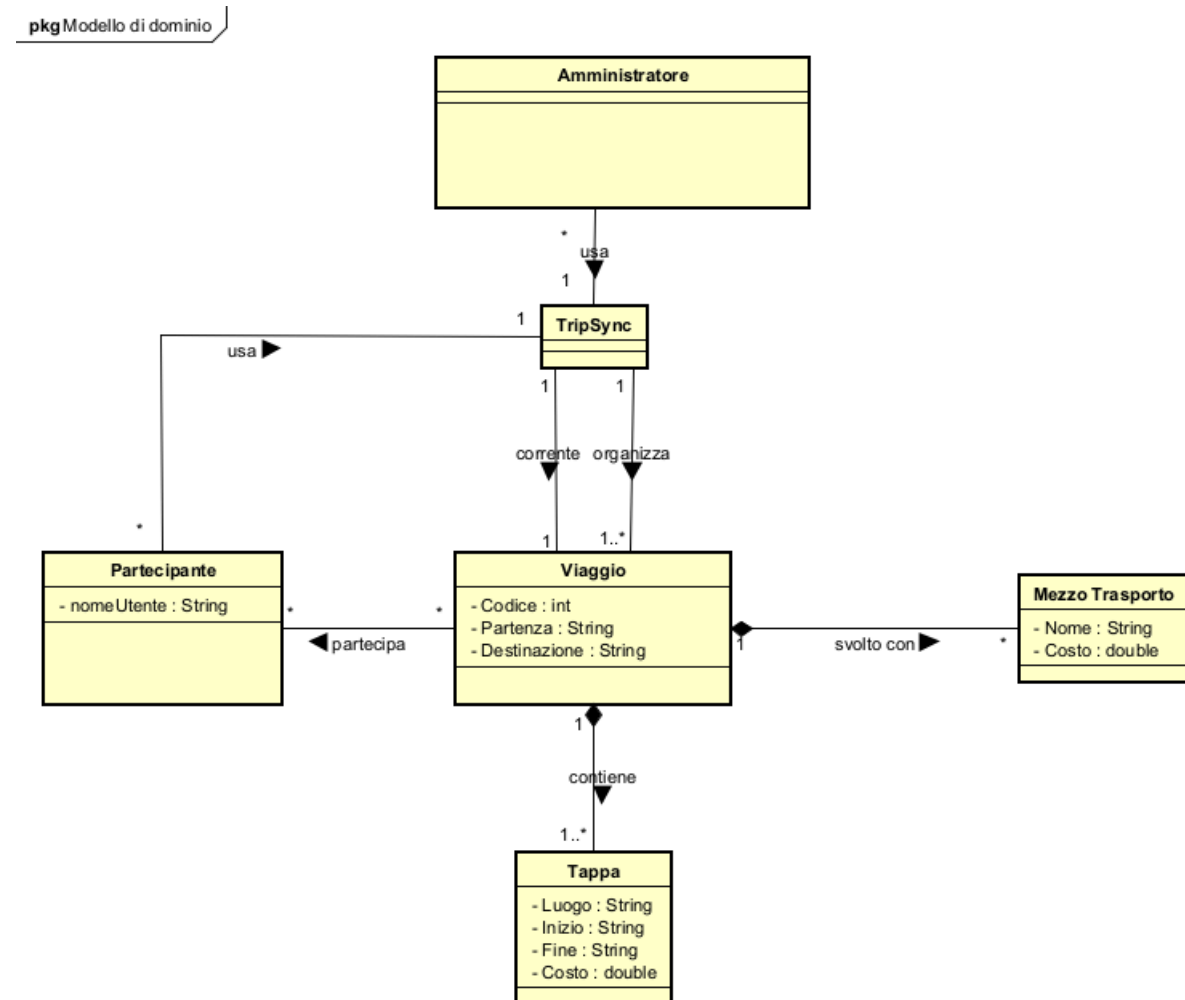 pkg Modello di dominio
Amministratore
*
usa
1
TripSync
1
usa
1
1
corrente
organizza
*
1
1..*
Partecipante
- nomeUtente : String
Viaggio
- Codice : int
- Partenza : String
- Destinazione : String
*
*
partecipa
Mezzo Trasporto
- Nome : String
- Costo : double
1
svolto con
*
1
contiene
1..*
Tappa
- Luogo : String
- Inizio : String
- Fine : String
- Costo : double